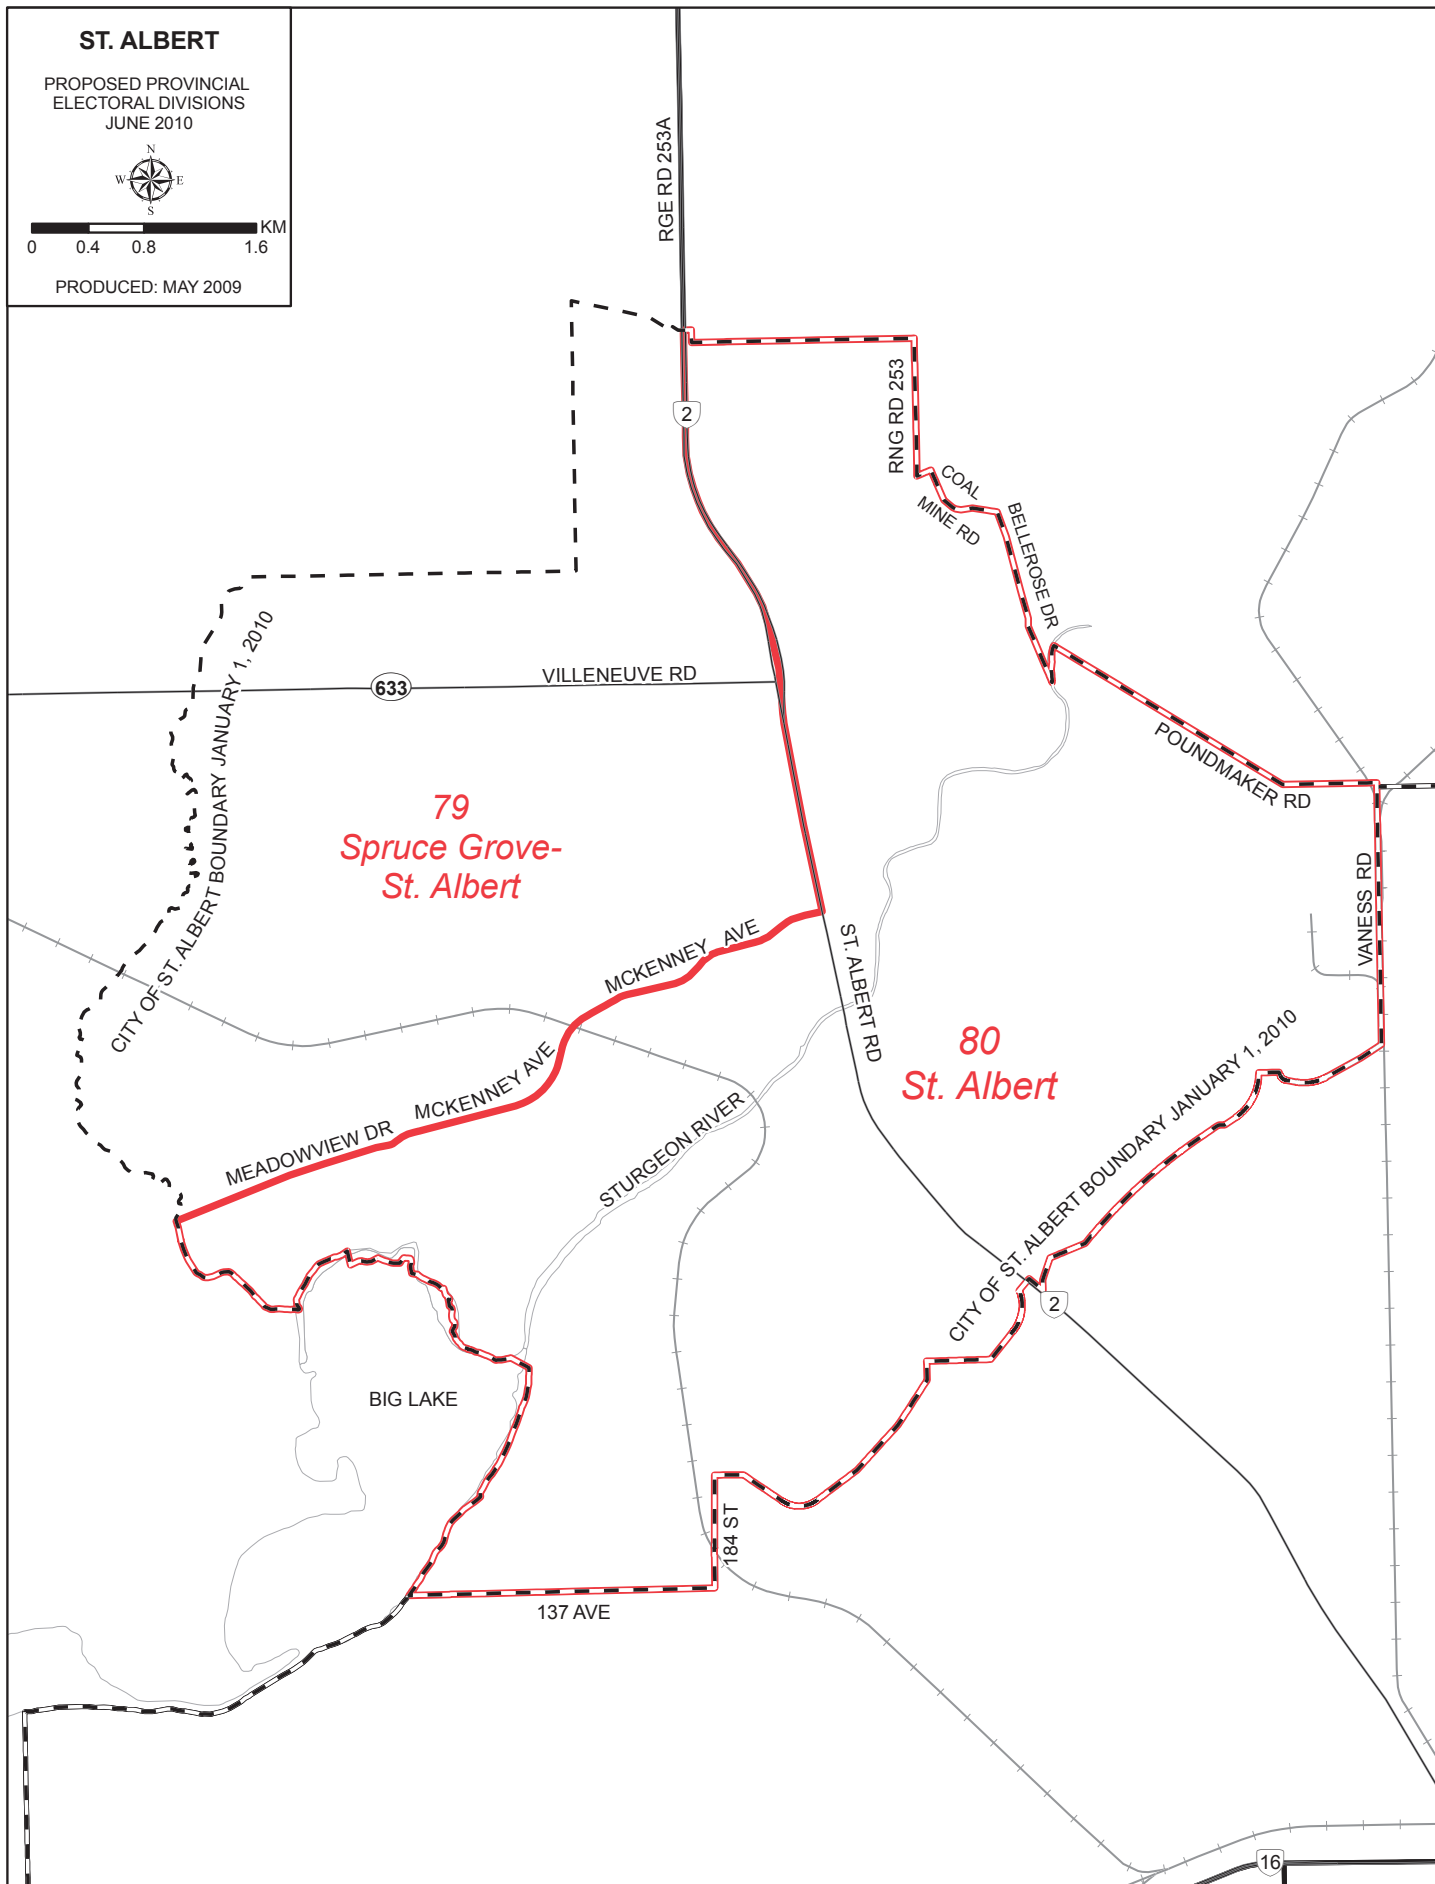 ST. ALBERT
PROPOSED PROVINCIAL
ELECTORAL DIVISIONS
JUNE 2010
N
W E
S
KM
0 0.4 0.8 1.6
PRODUCED: MAY 2009
RGE RD 253A
2
RNG RD 253
COAL
MINE RD
BELLEROSE DR
CITY OF ST. ALBERT BOUNDARY JANUARY 1, 2010
633
VILLENEUVE RD
POUNDMAKER RD
79
Spruce Grove-
St. Albert
VANESS RD
MCKENNEY AVE
ST. ALBERT RD
80
St. Albert
MCKENNEY AVE
MEADOWVIEW DR
STURGEON RIVER
CITY OF ST. ALBERT BOUNDARY JANUARY 1, 2010
2
BIG LAKE
184 ST
137 AVE
16